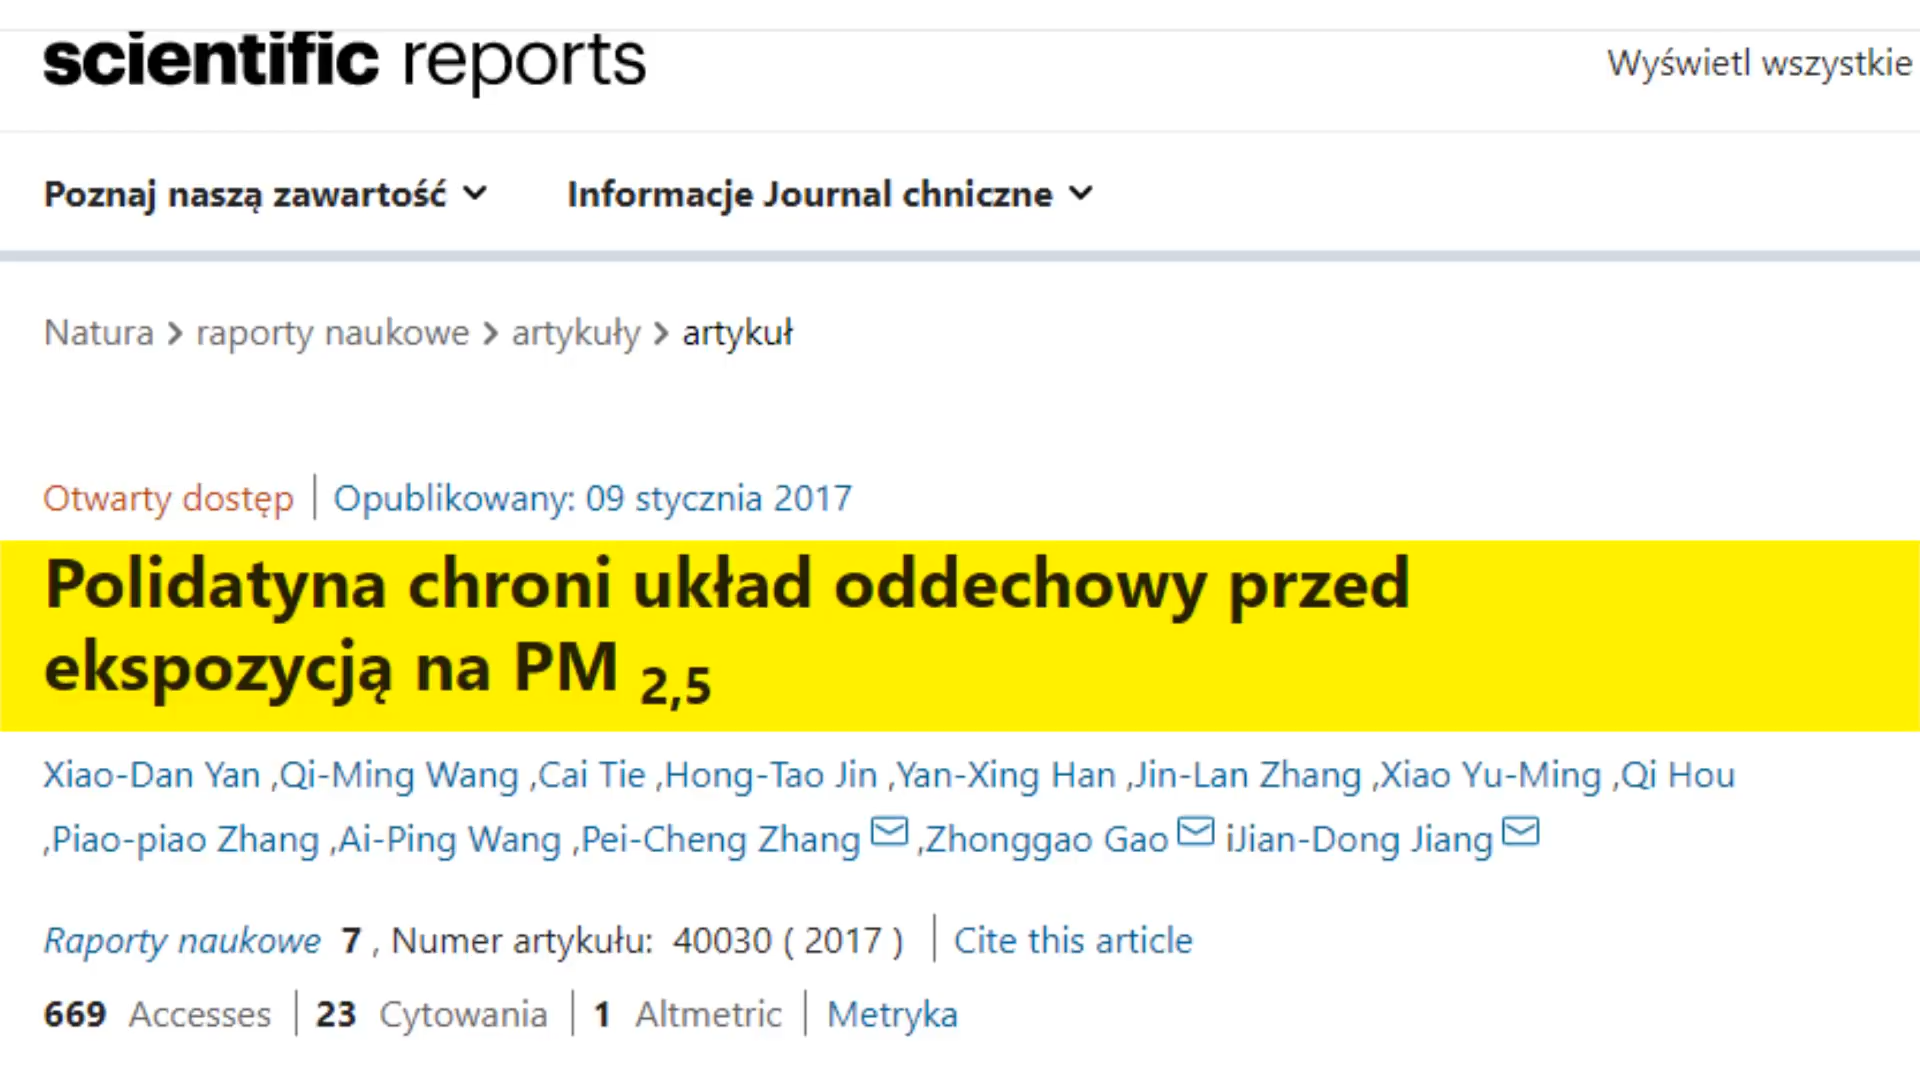 scientific reports
Wyświetl wszystkie
Poznaj naszą zawartość
Informacje Journal chniczne
Natura > raporty naukowe > artykuły > artykuł
Otwarty dostęp | Opublikowany: 09 stycznia 2017
Polidatyna chroni układ oddechowy przed
ekspozycją na PM 2,5
Xiao-Dan Yan ,Qi-Ming Wang ,Cai Tie ,Hong-Tao Jin ,Yan-Xing Han ,Jin-Lan Zhang ,Xiao Yu-Ming ,Qi Hou
,Piao-piao Zhang ,Ai-Ping Wang ,Pei-Cheng Zhang ,Zhonggao Gao iJian-Dong Jiang
Raporty naukowe 7 , Numer artykułu: 40030 ( 2017 ) | Cite this article
669 Accesses | 23 Cytowania | 1 Altmetric | Metryka